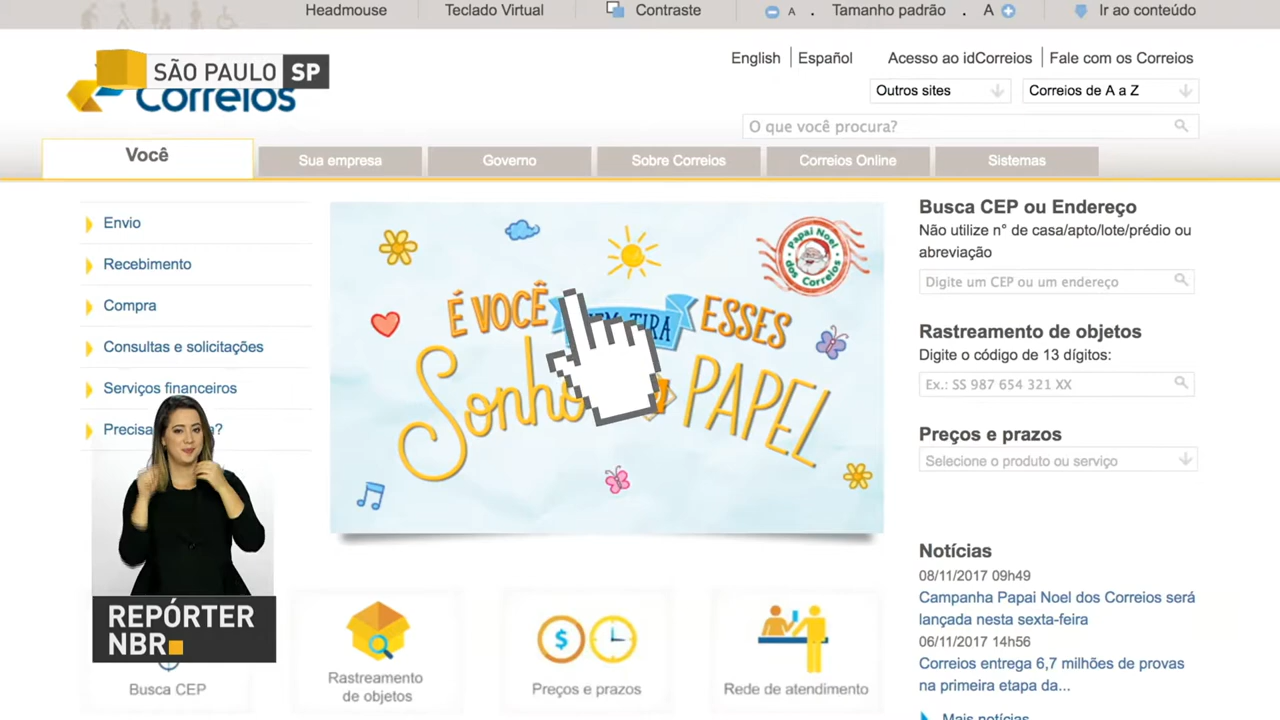 Headmouse
Teclado Virtual
Contraste
A
Tamanho padrão
A
Ir ao conteúdo
SÃO PAULO SP
Correios
English
Español
Acesso ao idCorreios
Fale com os Correios
Outros sites
Correios de A a Z
O que você procura?
Você
Sua empresa
Governo
Sobre Correios
Correios Online
Sistemas
Envio
Recebimento
Compra
Consultas e solicitações
Serviços financeiros
Papai Noel
dos Correios
É VOCÊ
TIRA
ESSES
PAPEL
Busca CEP ou Endereço
Não utilize n° de casa/apto/lote/prédio ou
abreviação
Digite um CEP ou um endereço
Rastreamento de objetos
Digite o código de 13 dígitos:
Ex.: SS 987 654 321 XX
Preços e prazos
Selecione o produto ou serviço
Notícias
08/11/2017 09h49
Campanha Papai Noel dos Correios será
lançada nesta sexta-feira
06/11/2017 14h56
Correios entrega 6,7 milhões de provas
na primeira etapa da...
Mais notícias
REPÓRTER
NBR
Busca CEP
Rastreamento
de objetos
Preços e prazos
Rede de atendimento